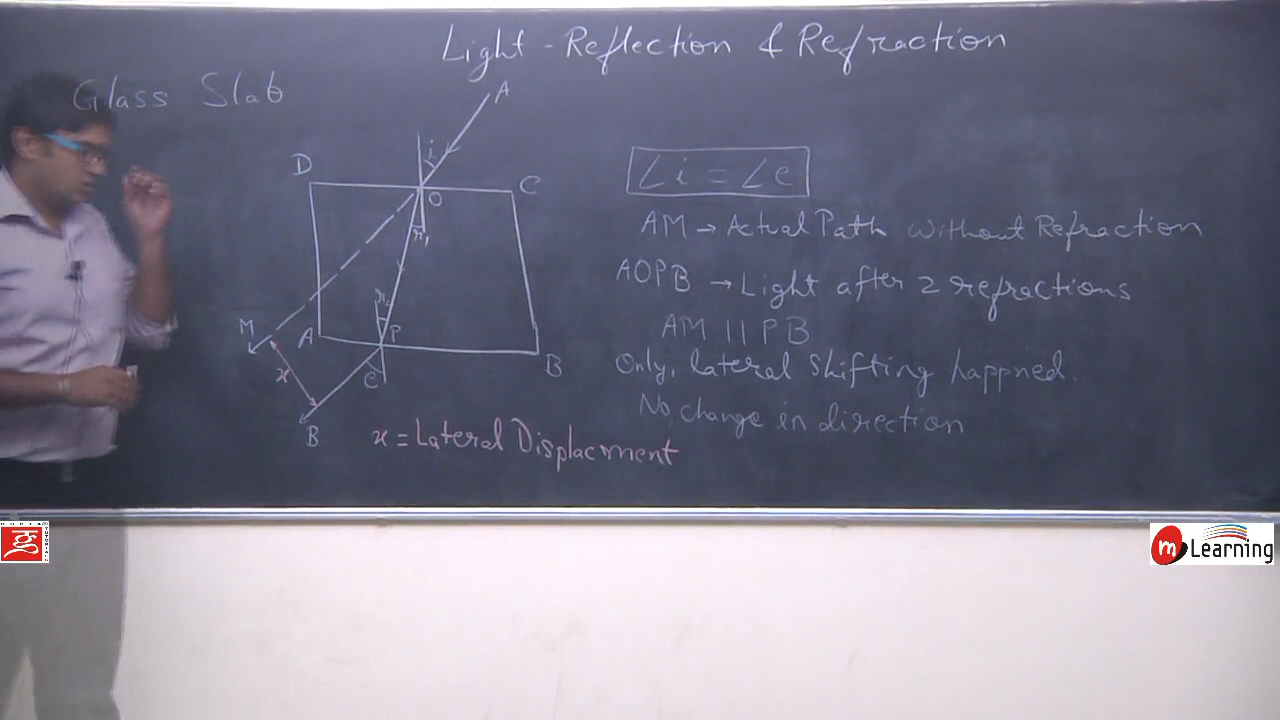 Light - Reflection & Refraction
Glass Slab
A
i
D
C
O
r1
∠i = ∠e
AM → Actual Path Without Refraction
AOPB → Light after 2 refractions
AM || PB
Only, lateral Shifting happned.
No change in direction
r2
M
A
P
B
x
e
B
x = Lateral Displacment
g
m Learning